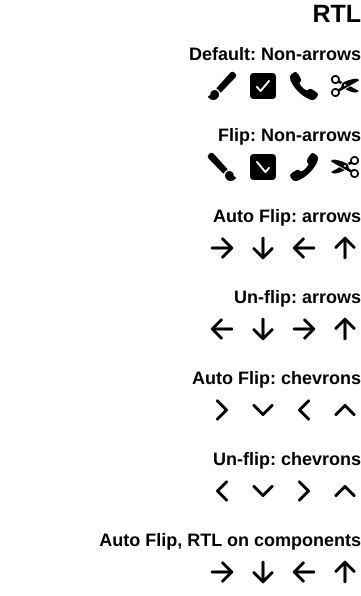 RTL
Default: Non-arrows
Flip: Non-arrows
Auto Flip: arrows
Un-flip: arrows
Auto Flip: chevrons
Un-flip: chevrons
Auto Flip, RTL on components